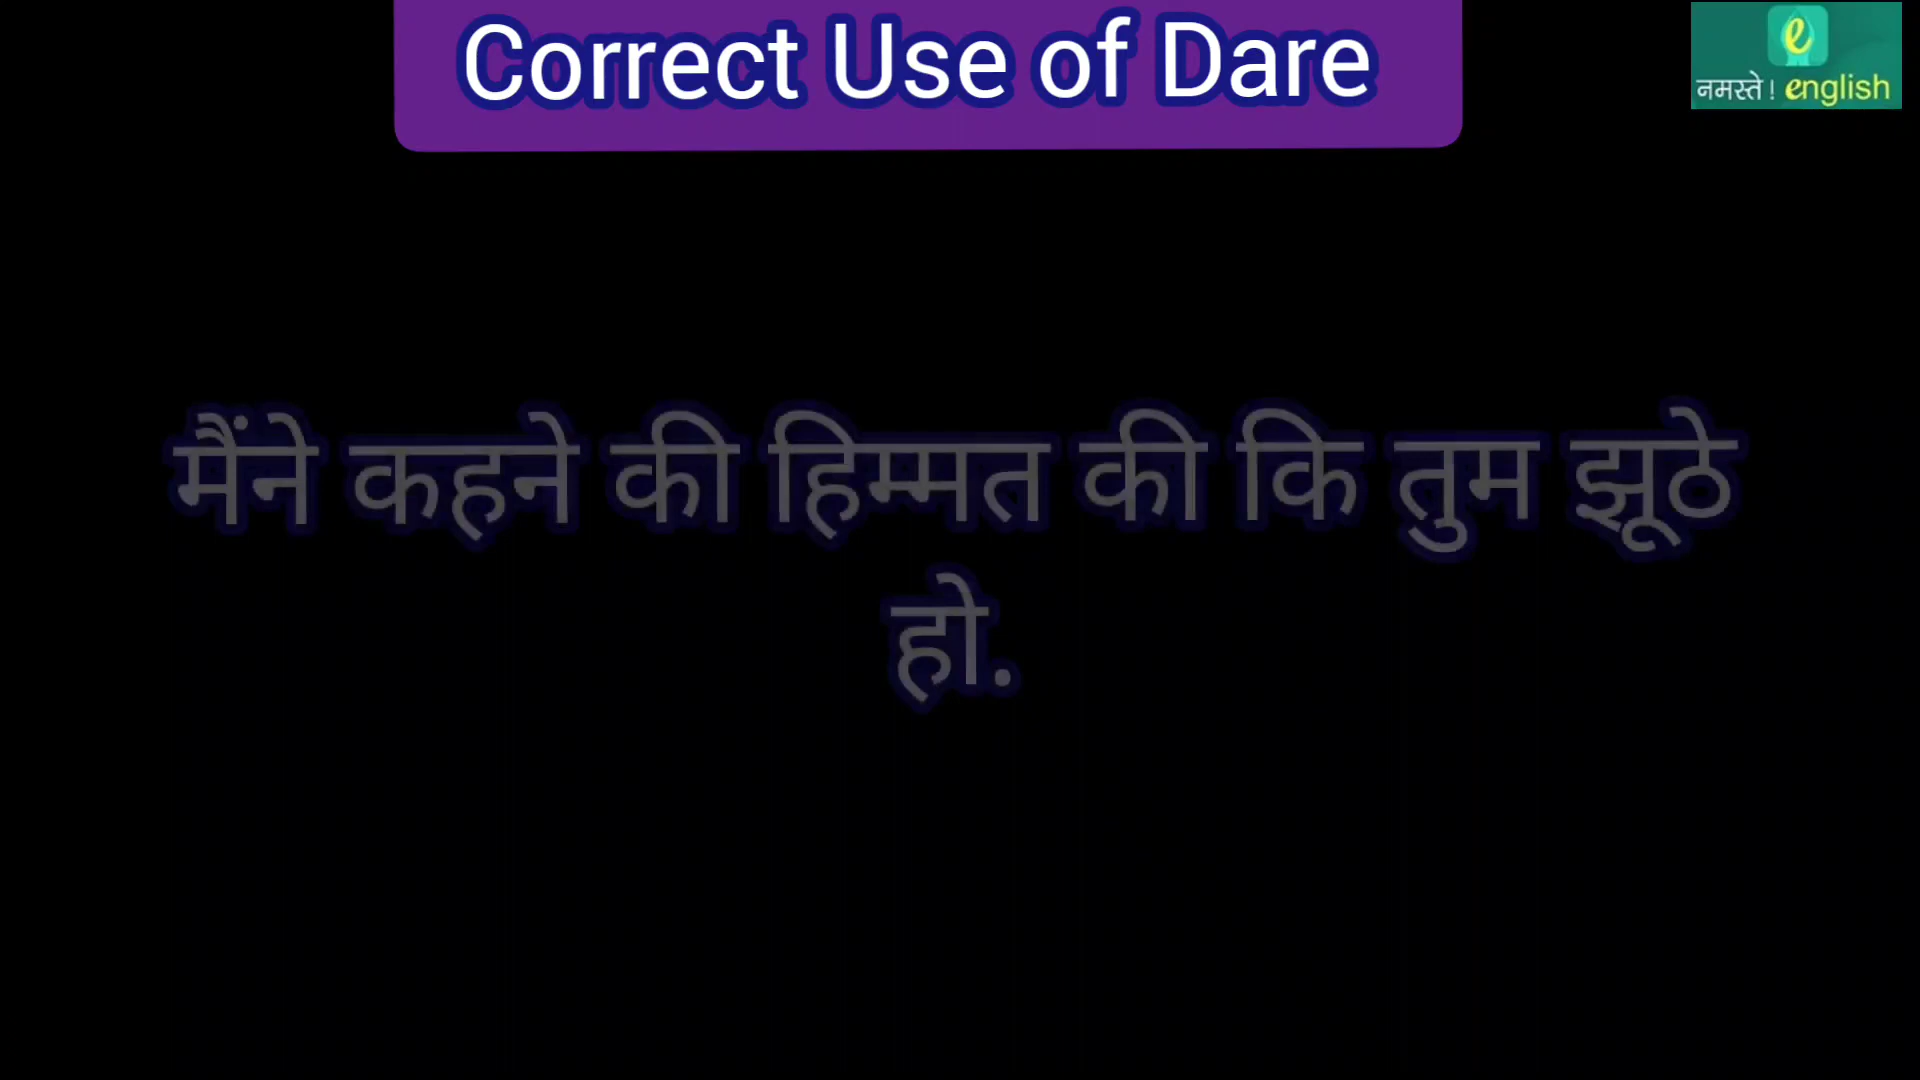 Correct Use of Dare
e
नमस्ते! english
मैंने कहने की हिम्मत की कि तुम झूठे
हो.